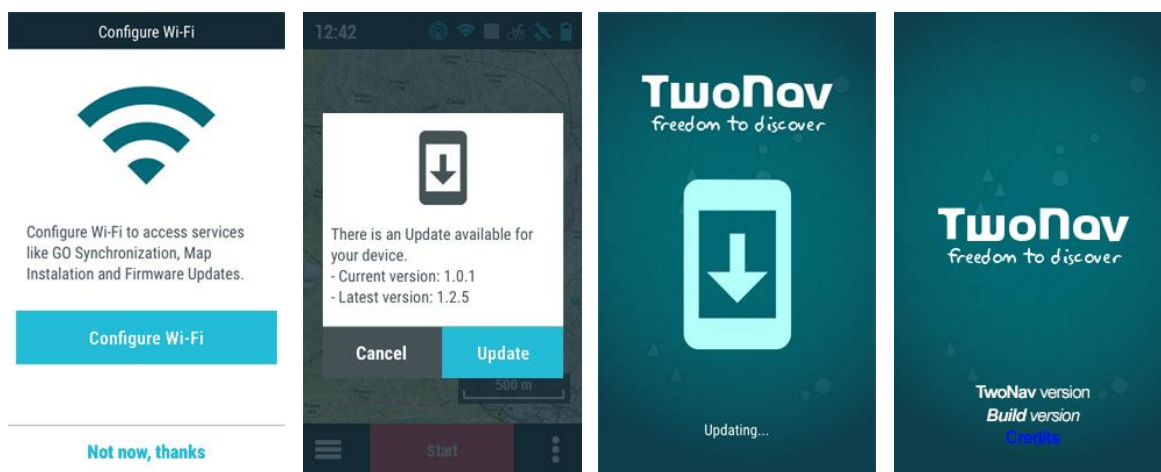 Configure Wi-Fi
Configure Wi-Fi to access services
like GO Synchronization, Map
Instalation and Firmware Updates.
Configure Wi-Fi
Not now, thanks
12:42
There is an Update available for
your device.
- Current version: 1.0.1
- Latest version: 1.2.5
Cancel
Update
500 m
Start
TwoNav
freedom to discover
Updating...
TwoNav
freedom to discover
TwoNav version
Build version
Credits